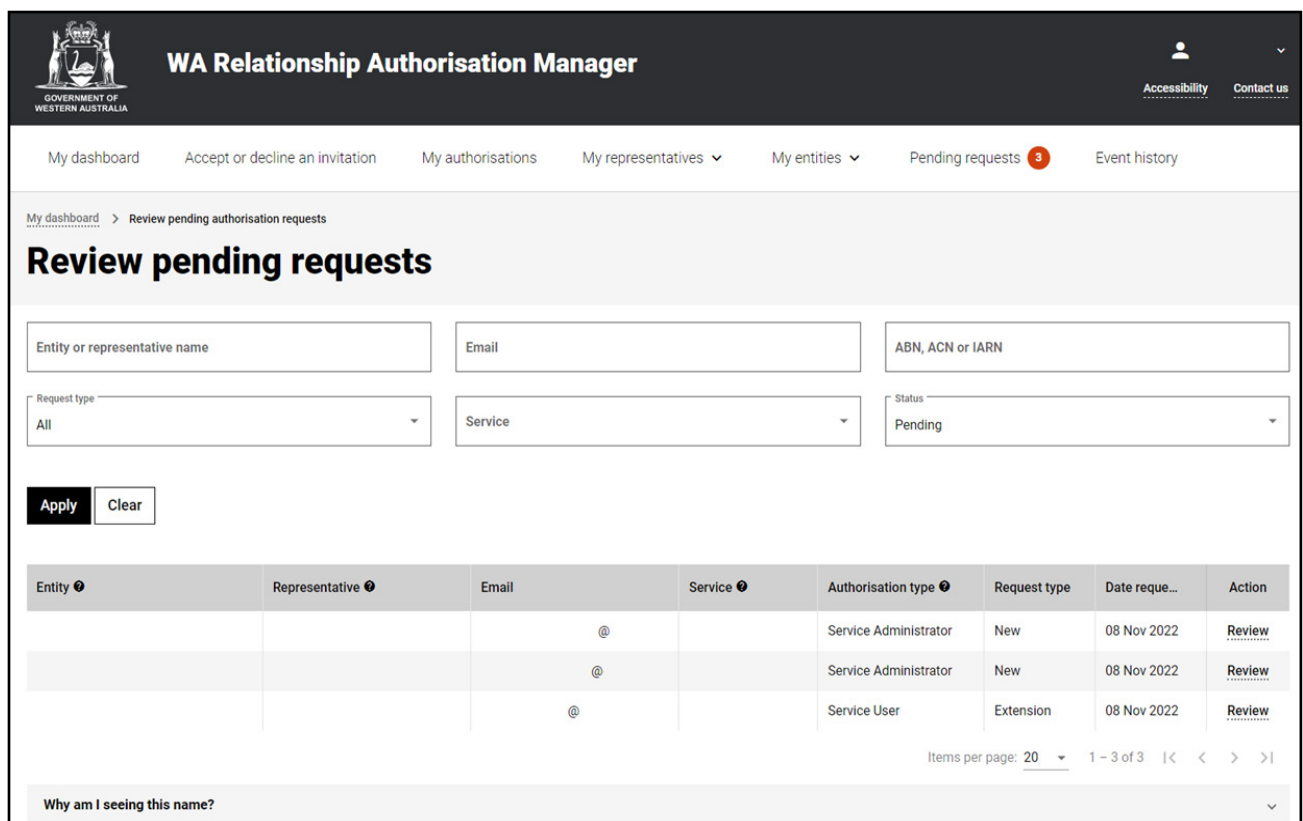 WA Relationship Authorisation Manager
GOVERNMENT OF
WESTERN AUSTRALIA
Accessibility Contact us
My dashboard Accept or decline an invitation My authorisations My representatives My entities Pending requests 3 Event history
My dashboard > Review pending authorisation requests
Review pending requests
Entity or representative name Email ABN, ACN or IARN
Request type Status
All Service Pending
Apply Clear
Entity ? Representative ? Email Service ? Authorisation type ? Request type Date reque... Action
@ Service Administrator New 08 Nov 2022 Review
@ Service Administrator New 08 Nov 2022 Review
@ Service User Extension 08 Nov 2022 Review
Items per page: 20 1 – 3 of 3 |< < > >|
Why am I seeing this name?